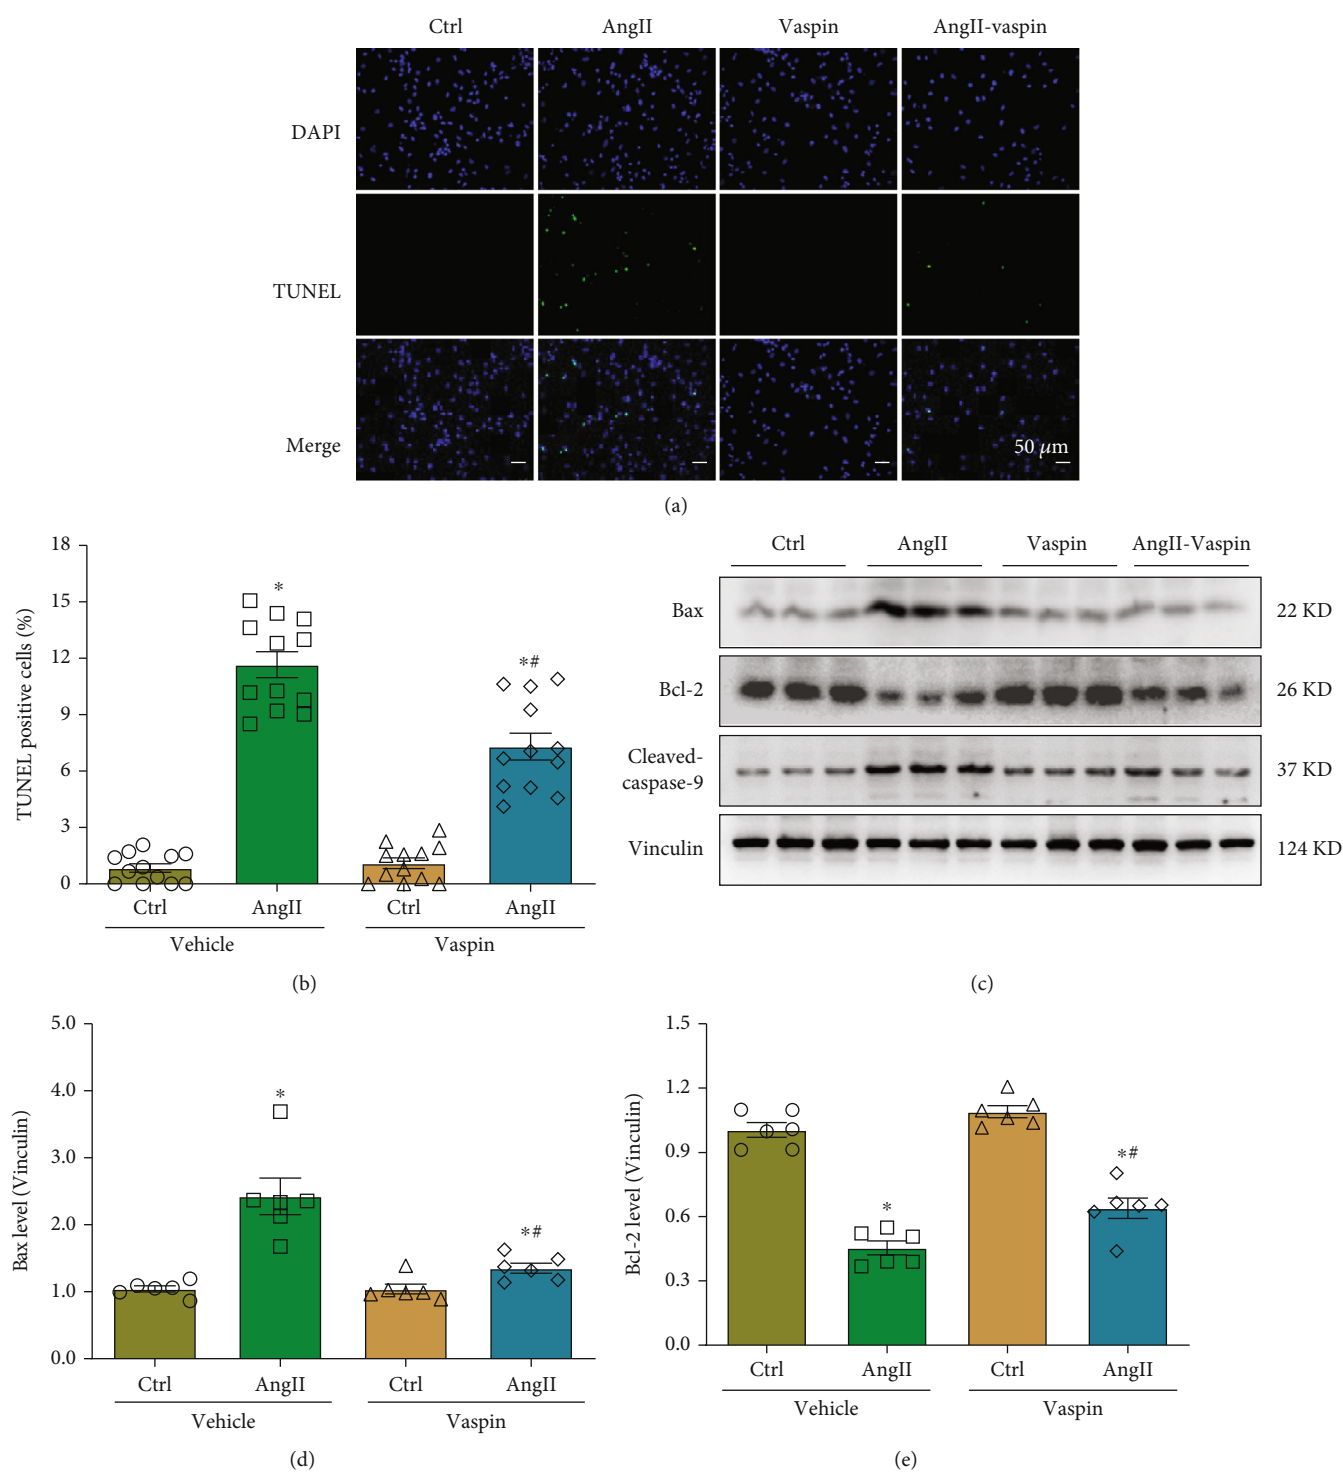 Ctrl AngII Vaspin AngII-vaspin
DAPI
TUNEL
Merge
50 μm
(a)
18
15
12
9
6
3
0
TUNEL positive cells (%)
*
*#
Ctrl AngII Ctrl AngII
Vehicle Vaspin
(b)
Ctrl AngII Vaspin AngII-Vaspin
Bax 22 KD
Bcl-2 26 KD
Cleaved-
caspase-9 37 KD
Vinculin 124 KD
(c)
5.0
4.0
3.0
2.0
1.0
0.0
Bax level (Vinculin)
*
*#
Ctrl AngII Ctrl AngII
Vehicle Vaspin
(d)
1.5
1.2
0.9
0.6
0.3
0.0
Bcl-2 level (Vinculin)
*
*#
Ctrl AngII Ctrl AngII
Vehicle Vaspin
(e)